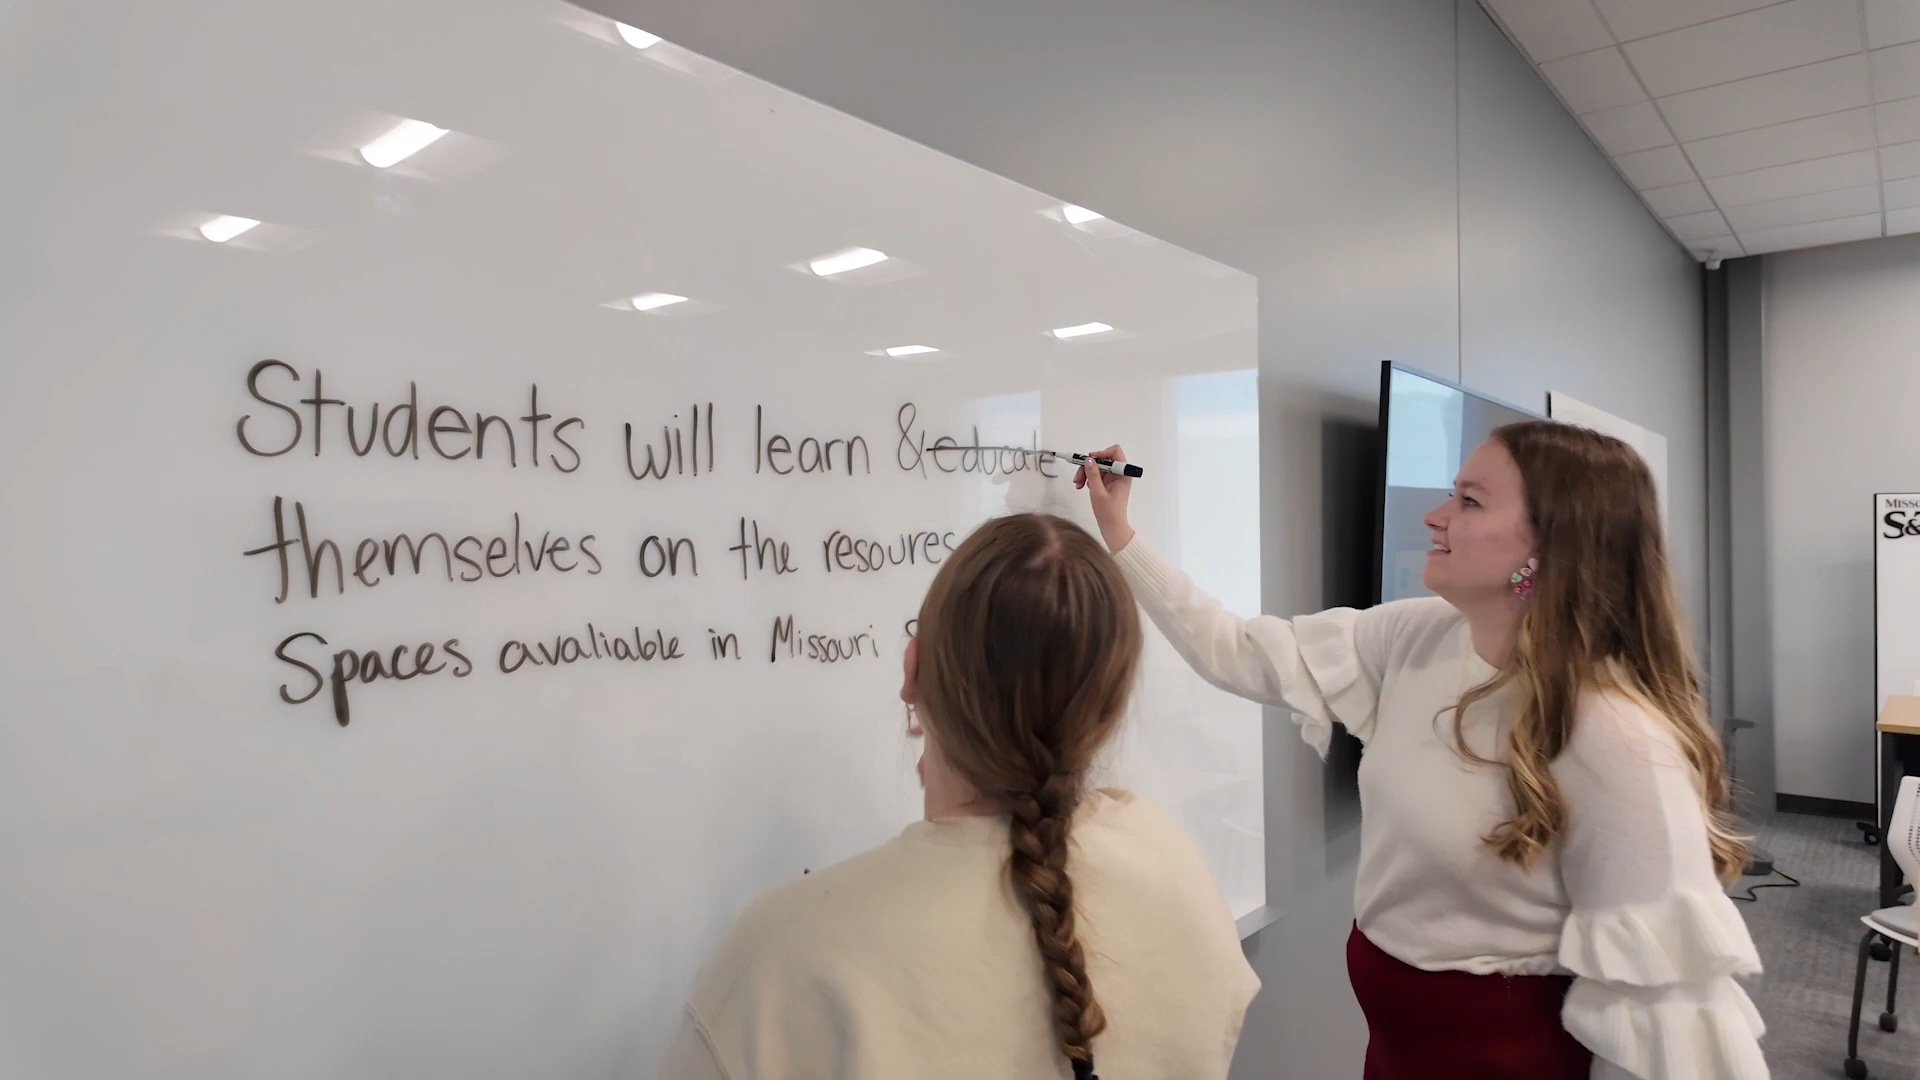 Students will learn & educate
themselves on the resoures
Spaces avaliable in Missouri
S&